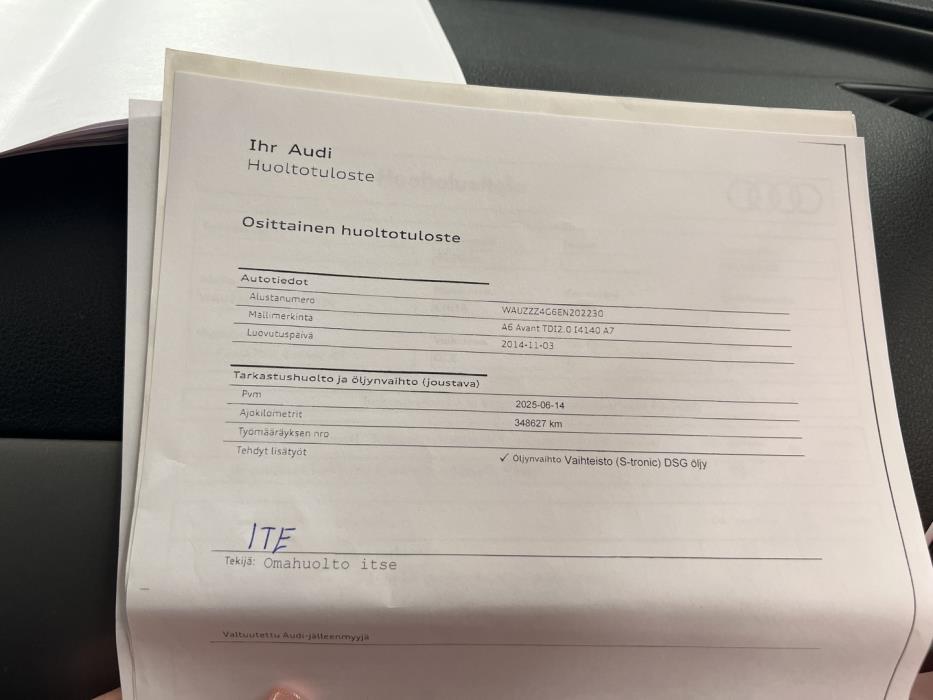 Ihr Audi
Huoltotuloste
Osittainen huoltotuloste
Autotiedot
Alustanumero WAUZZZ4G6EN202230
Mallimerkintä A6 Avant TDI2.0 I4140 A7
Luovutuspäivä 2014-11-03
Tarkastushuolto ja öljynvaihto (joustava)
Pvm 2025-06-14
Ajokilometrit 348627 km
Työmääräyksen nro
Tehdyt lisätyöt ✓ Öljynvaihto Vaihteisto (S-tronic) DSG öljy
ITE
Tekijä: Omahuolto itse
Valtuutettu Audi-jälleenmyyjä